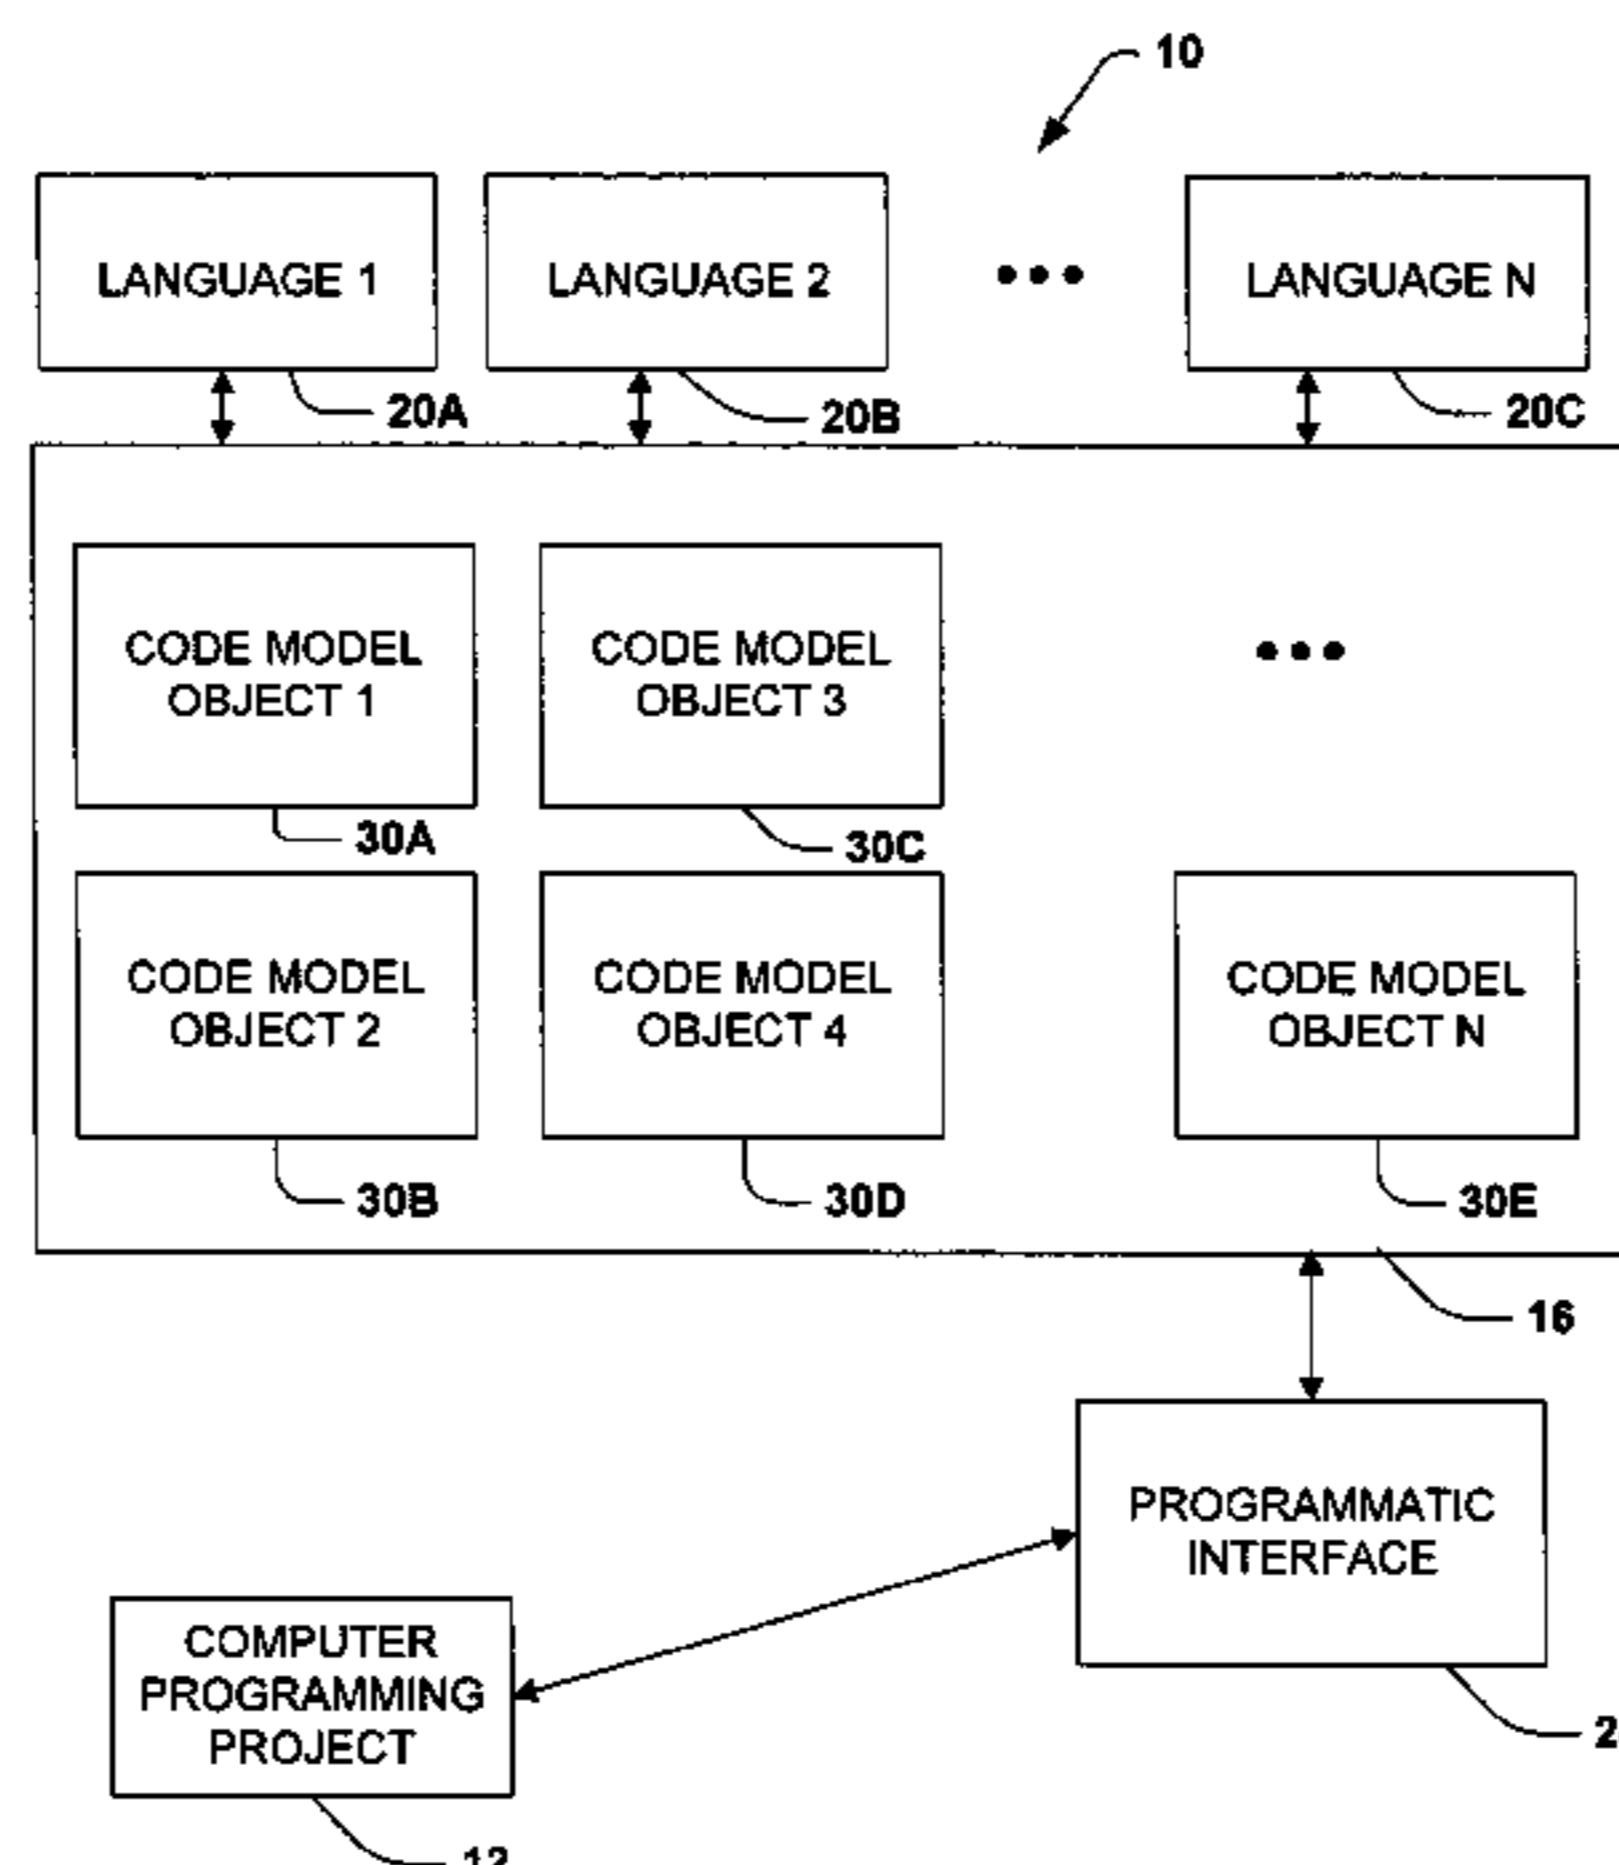 10
LANGUAGE 1
LANGUAGE 2
LANGUAGE N
20A
20B
20C
CODE MODEL
OBJECT 1
CODE MODEL
OBJECT 3
30A
30C
CODE MODEL
OBJECT 2
CODE MODEL
OBJECT 4
CODE MODEL
OBJECT N
30B
30D
30E
16
PROGRAMMATIC
INTERFACE
COMPUTER
PROGRAMMING
PROJECT
12